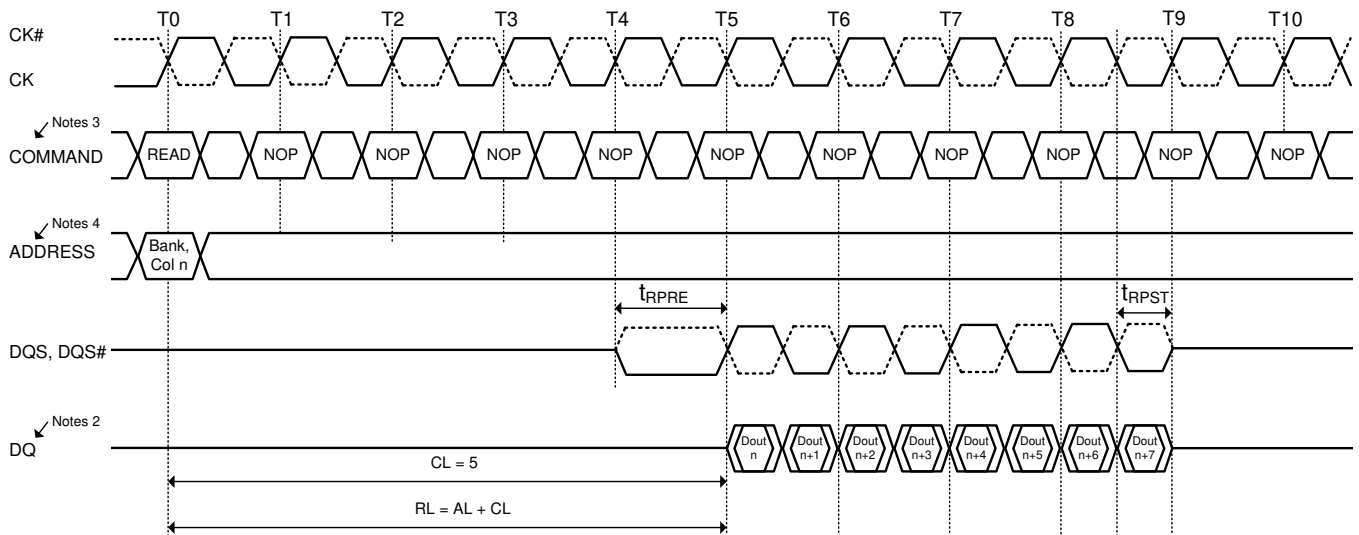 T0 T1 T2 T3 T4 T5 T6 T7 T8 T9 T10
CK#
CK
Notes 3
COMMAND READ NOP NOP NOP NOP NOP NOP NOP NOP NOP NOP
Notes 4
ADDRESS
Bank,
Col n
tRPRE tRPST
DQS, DQS#
Notes 2
DQ
Dout n Dout n+1 Dout n+2 Dout n+3 Dout n+4 Dout n+5 Dout n+6 Dout n+7
CL = 5
RL = AL + CL